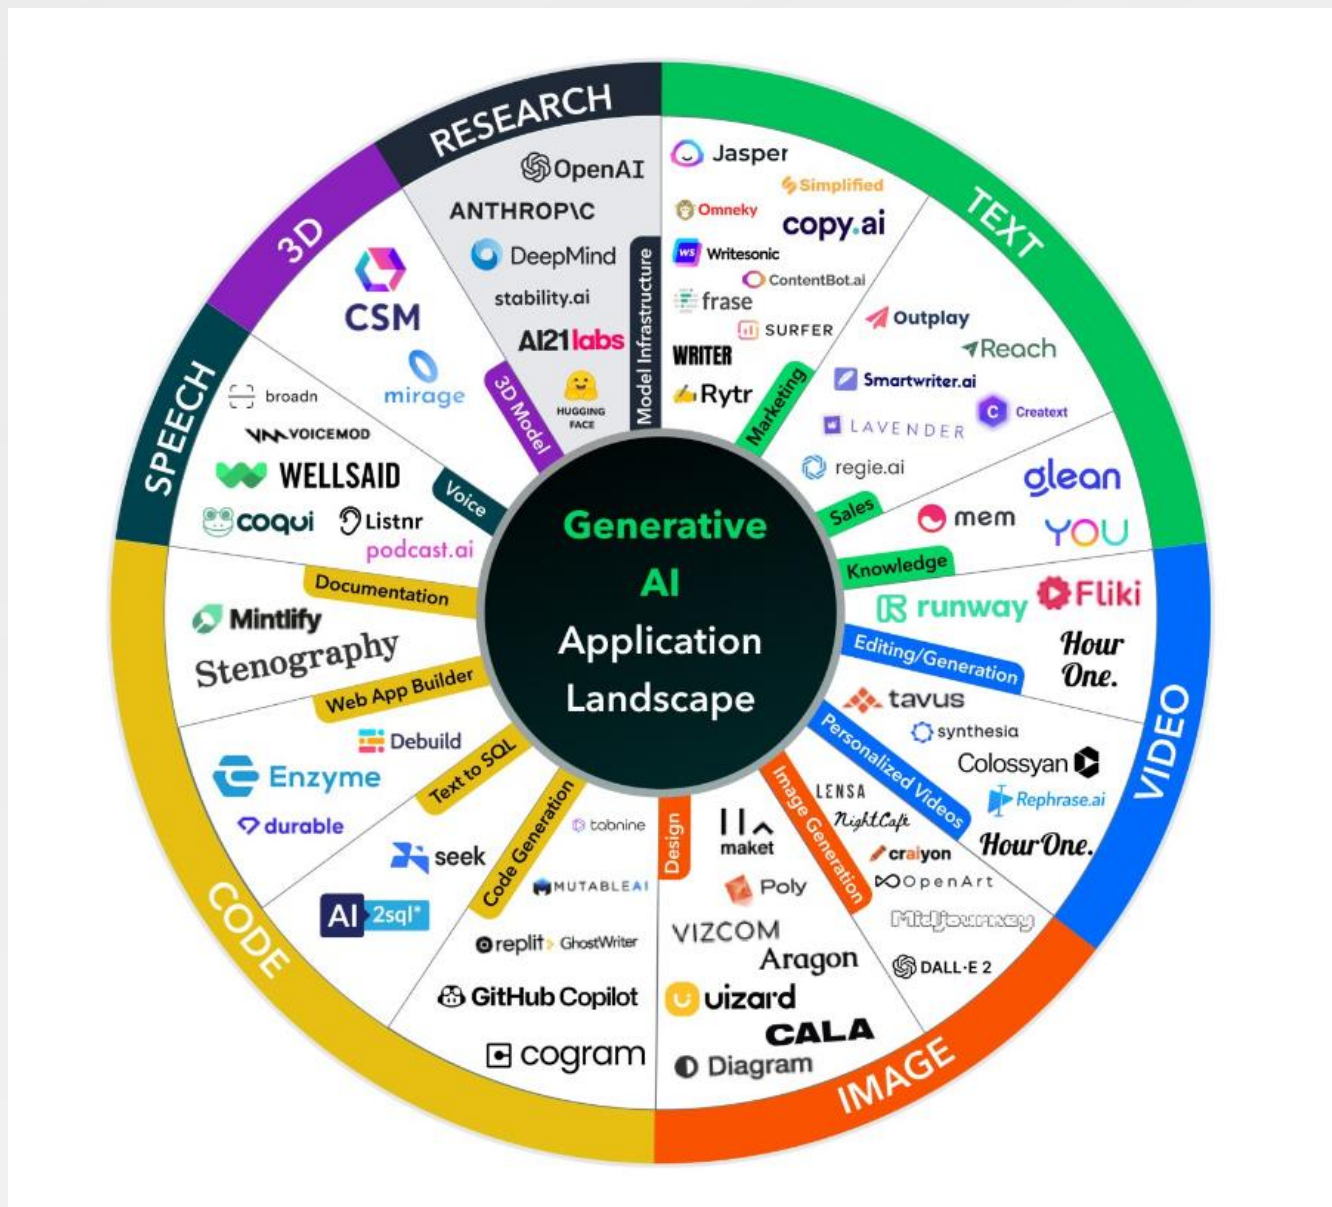 RESEARCH
OpenAI
ANTHROP\C
DeepMind
stability.ai
AI21labs
HUGGING
FACE
Model Infrastructure
TEXT
Jasper
Simplified
Omneky
copy.ai
WS Writesonic
ContentBot.ai
frase
SURFER
WRITER
Rytr
Marketing
Outplay
Reach
Smartwriter.ai
C Creatext
LAVENDER
regie.ai
Sales
glean
mem
YOU
Knowledge
VIDEO
runway
Fliki
Hour
One.
Editing/Generation
tavus
synthesia
Colossyan
Rephrase.ai
HourOne.
Personalized Videos
IMAGE
LENSA
NightCafe
craiyon
OpenArt
Midjourney
DALL·E 2
Image Generation
maket
Poly
VIZCOM
Aragon
uizard
CALA
Diagram
Design
CODE
tabnine
MUTABLEAI
replit GhostWriter
GitHub Copilot
cogram
Code Generation
seek
AI 2sql*
Text to SQL
Debuild
Enzyme
durable
Web App Builder
Mintlify
Stenography
Documentation
SPEECH
broadn
VOICEMOD
WELLSAID
coqui
Listnr
podcast.ai
Voice
3D
CSM
mirage
3D Model
Generative
AI
Application
Landscape